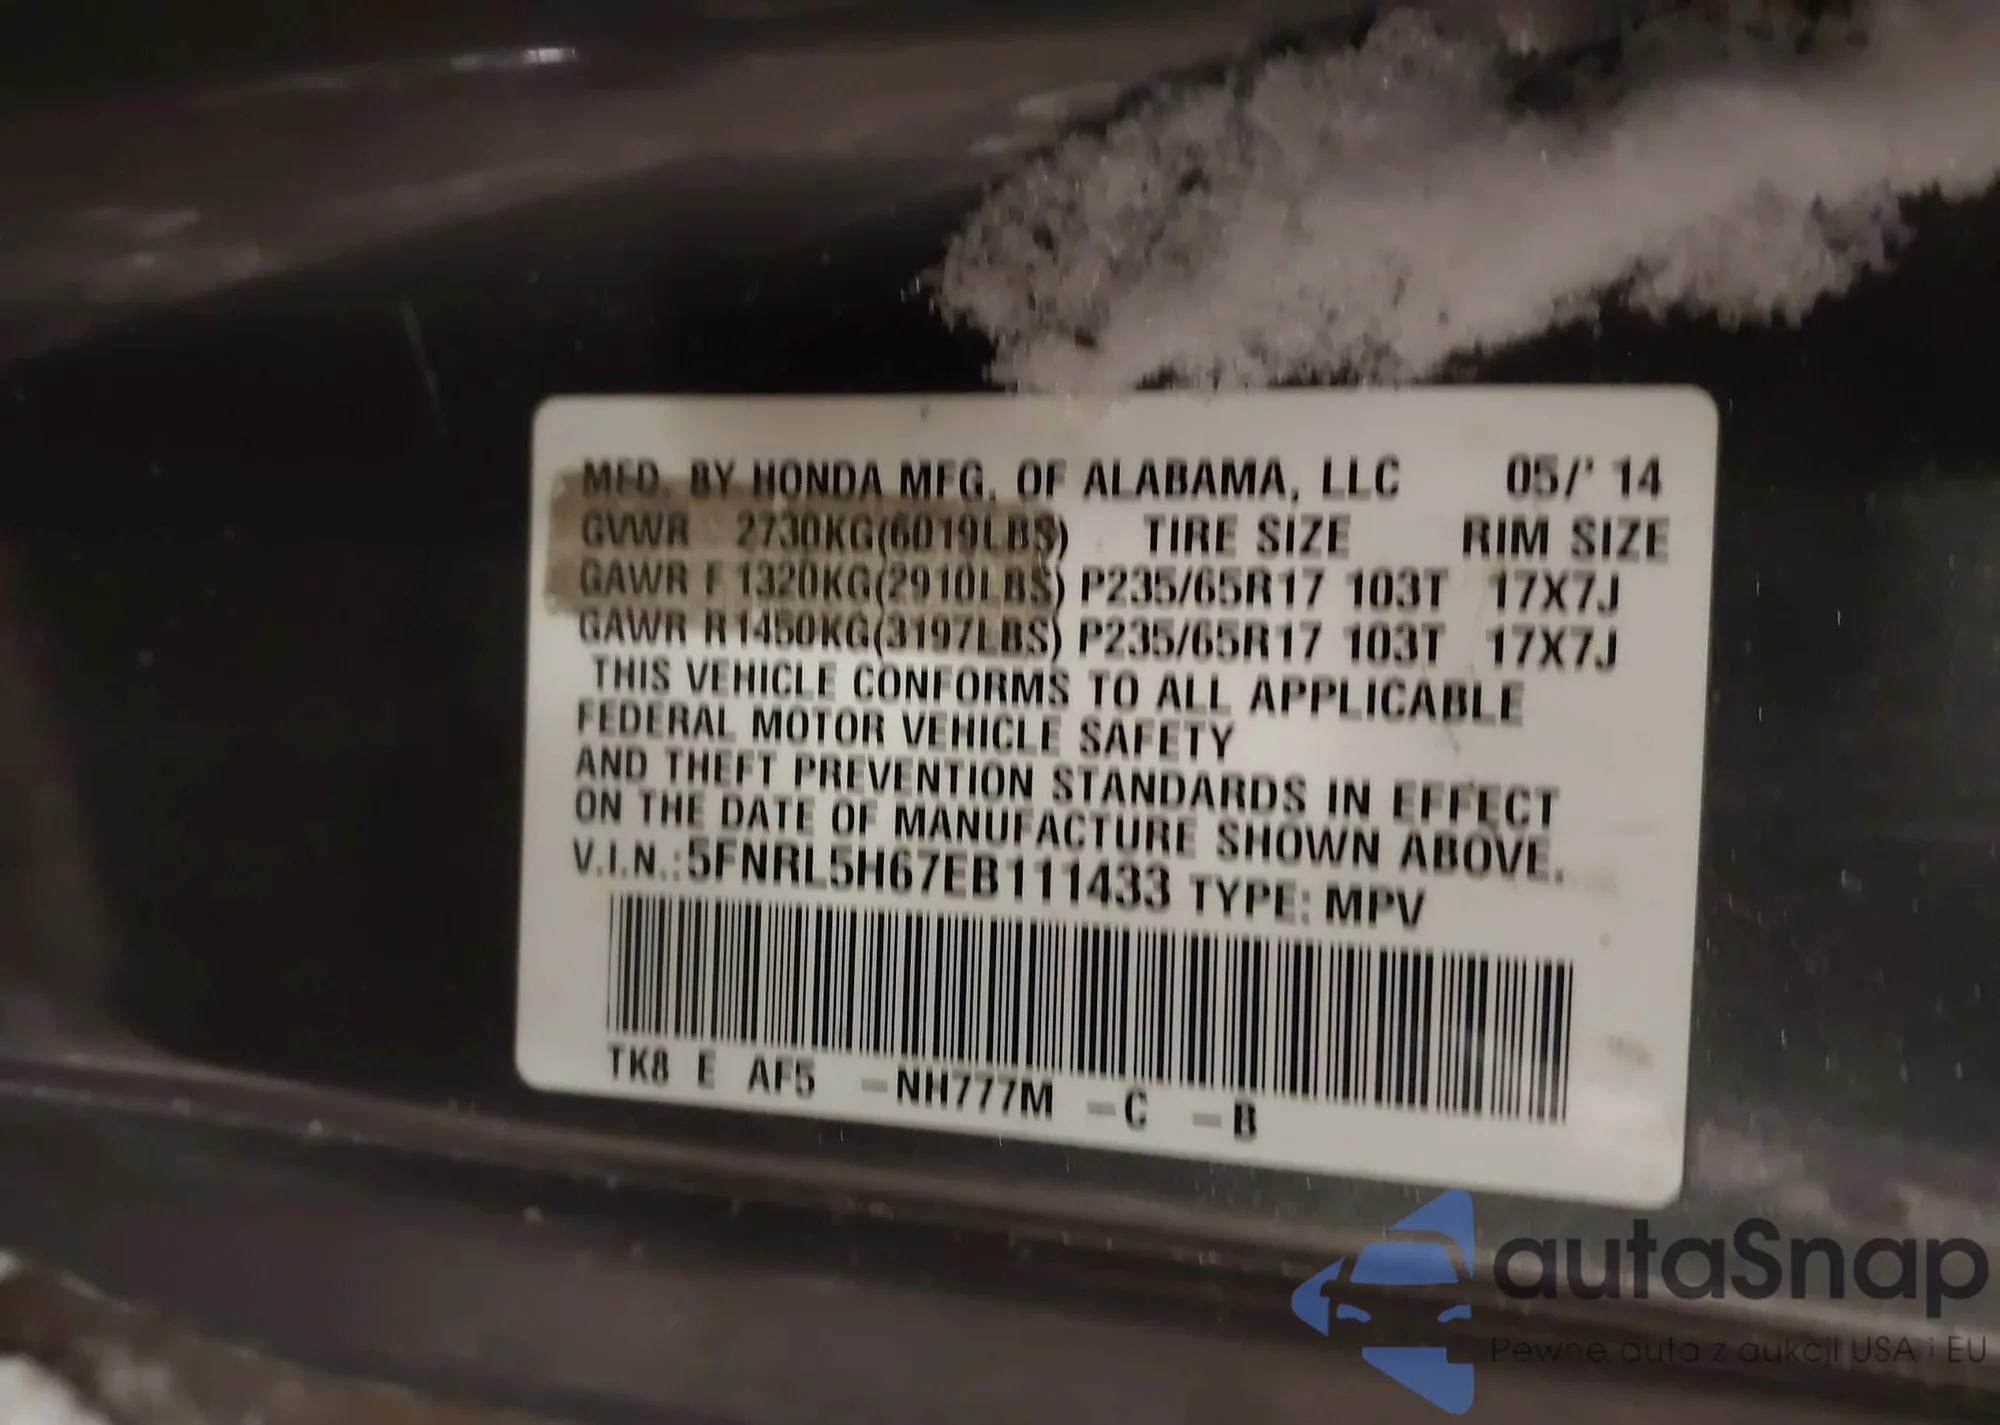 MFD. BY HONDA MFG. OF ALABAMA, LLC 05/' 14
GVWR 2730KG(6019LBS) TIRE SIZE RIM SIZE
GAWR F 1320KG(2910LBS) P235/65R17 103T 17X7J
GAWR R 1450KG(3197LBS) P235/65R17 103T 17X7J
THIS VEHICLE CONFORMS TO ALL APPLICABLE
FEDERAL MOTOR VEHICLE SAFETY
AND THEFT PREVENTION STANDARDS IN EFFECT
ON THE DATE OF MANUFACTURE SHOWN ABOVE.
V.I.N.:5FNRL5H67EB111433 TYPE: MPV
TK8 E AF5 -NH777M -C -B
autaSnap
Pewne auta z aukcji USA i EU